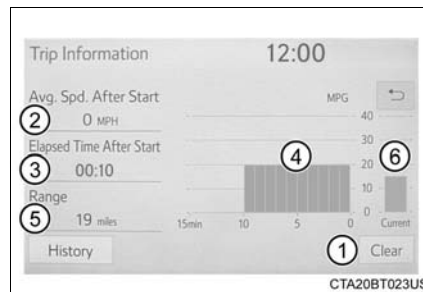 Trip Information 12:00
Avg. Spd. After Start MPG
2 0 MPH 40
Elapsed Time After Start 30
3 00:10 4 20 6
Range 10
5 19 miles 0
15min 10 5 0 Current
History 1 Clear
CTA20BT023US